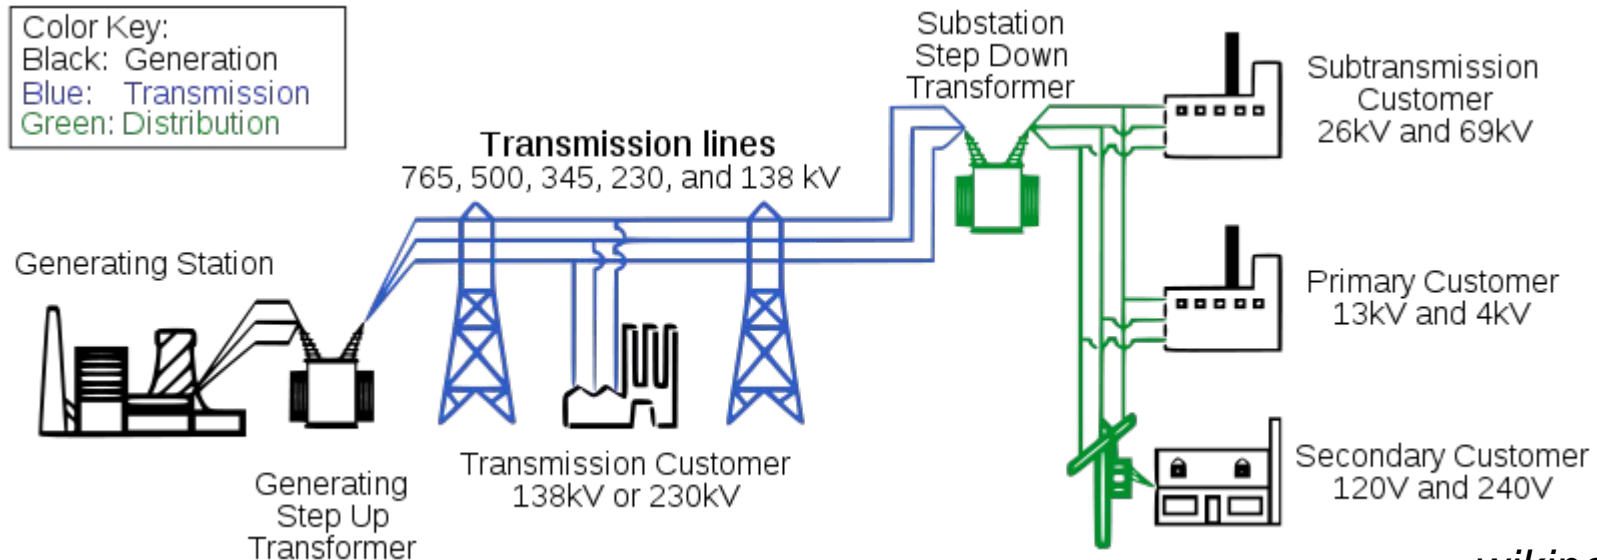 Color Key:
Black: Generation
Blue: Transmission
Green: Distribution
Substation
Step Down
Transformer
Subtransmission
Customer
26kV and 69kV
Transmission lines
765, 500, 345, 230, and 138 kV
Generating Station
Primary Customer
13kV and 4kV
Transmission Customer
138kV or 230kV
Secondary Customer
120V and 240V
Generating
Step Up
Transformer